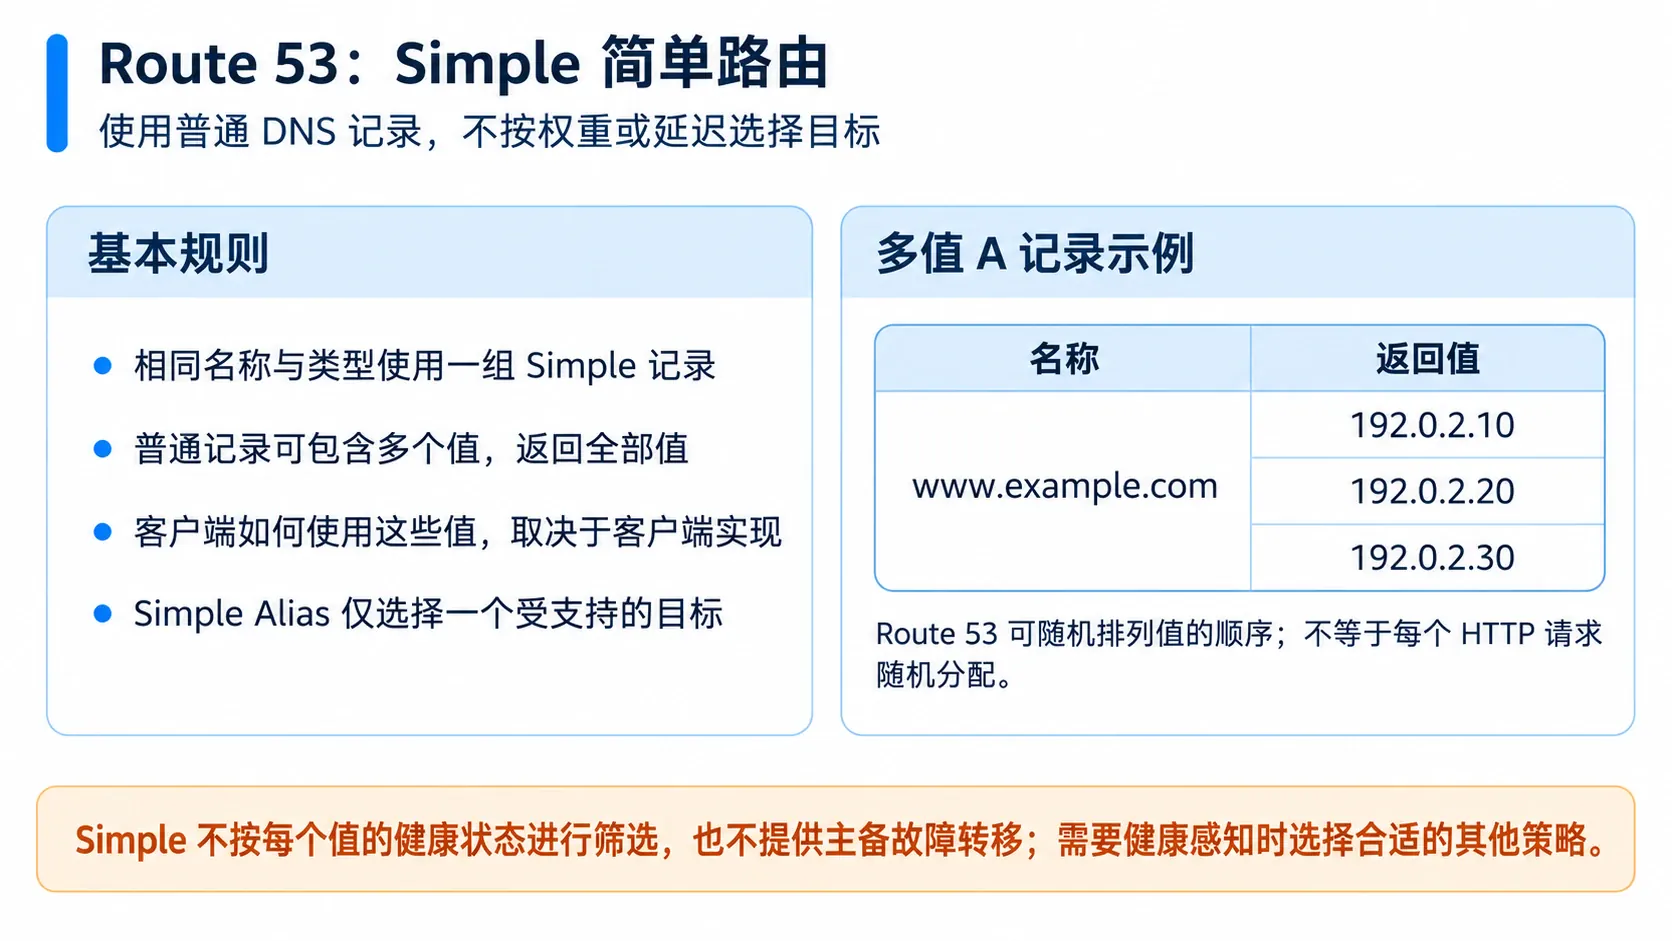 Route 53：Simple 简单路由
使用普通 DNS 记录，不按权重或延迟选择目标
基本规则
相同名称与类型使用一组 Simple 记录
普通记录可包含多个值，返回全部值
客户端如何使用这些值，取决于客户端实现
Simple Alias 仅选择一个受支持的目标
多值 A 记录示例
名称 返回值
www.example.com
192.0.2.10
192.0.2.20
192.0.2.30
Route 53 可随机排列值的顺序；不等于每个 HTTP 请求
随机分配。
Simple 不按每个值的健康状态进行筛选，也不提供主备故障转移；需要健康感知时选择合适的其他策略。